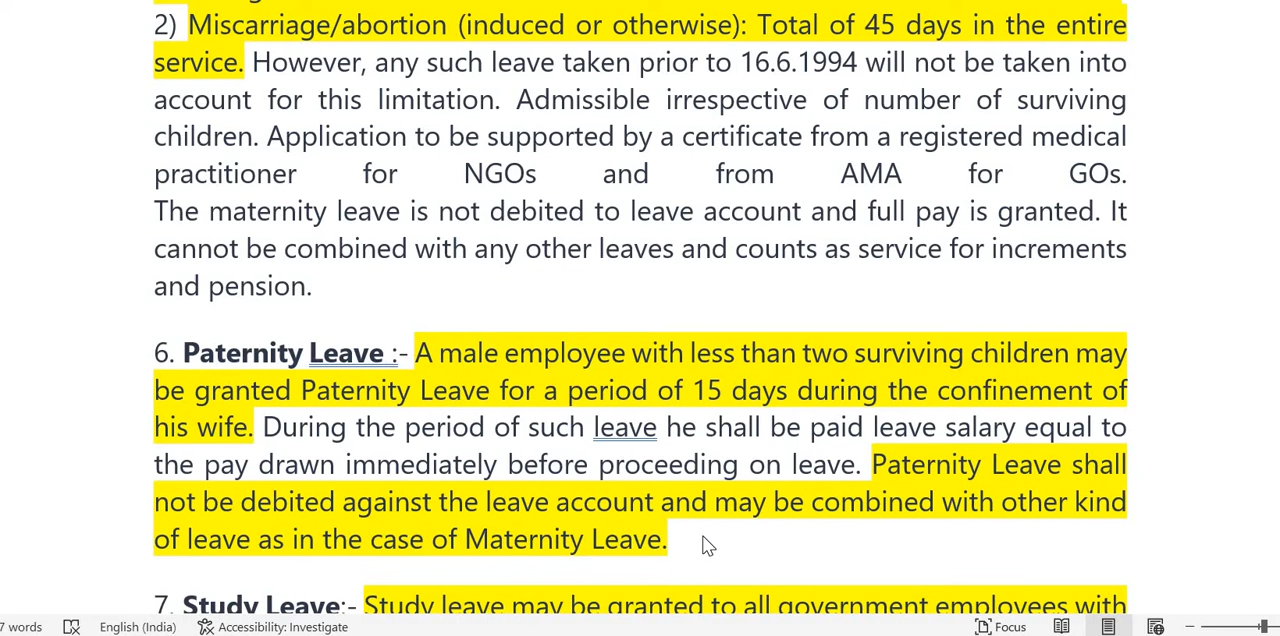 2) Miscarriage/abortion (induced or otherwise): Total of 45 days in the entire
service. However, any such leave taken prior to 16.6.1994 will not be taken into
account for this limitation. Admissible irrespective of number of surviving
children. Application to be supported by a certificate from a registered medical
practitioner for NGOs and from AMA for GOs.
The maternity leave is not debited to leave account and full pay is granted. It
cannot be combined with any other leaves and counts as service for increments
and pension.
6. Paternity Leave :- A male employee with less than two surviving children may
be granted Paternity Leave for a period of 15 days during the confinement of
his wife. During the period of such leave he shall be paid leave salary equal to
the pay drawn immediately before proceeding on leave. Paternity Leave shall
not be debited against the leave account and may be combined with other kind
of leave as in the case of Maternity Leave.
7. Study Leave:- Study leave may be granted to all government employees with
7 words English (India) Accessibility: Investigate Focus